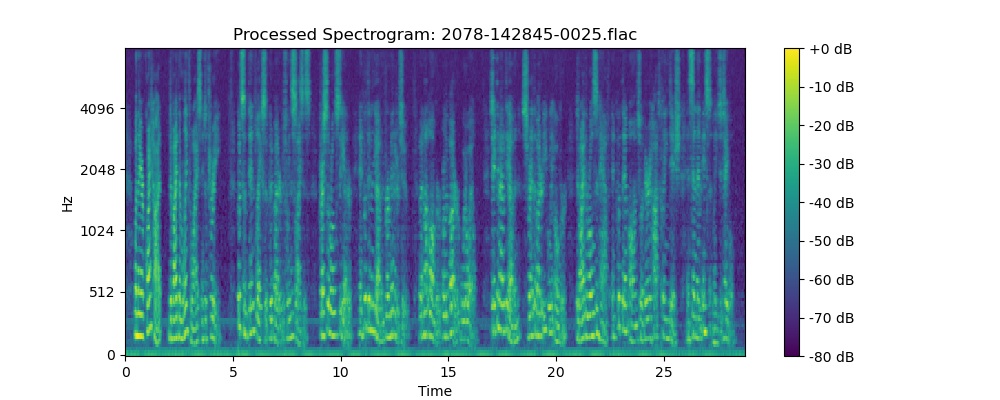 Processed Spectrogram: 2078-142845-0025.flac
Hz
4096
2048
1024
512
0
0 5 10 15 20 25
Time
+0 dB
-10 dB
-20 dB
-30 dB
-40 dB
-50 dB
-60 dB
-70 dB
-80 dB